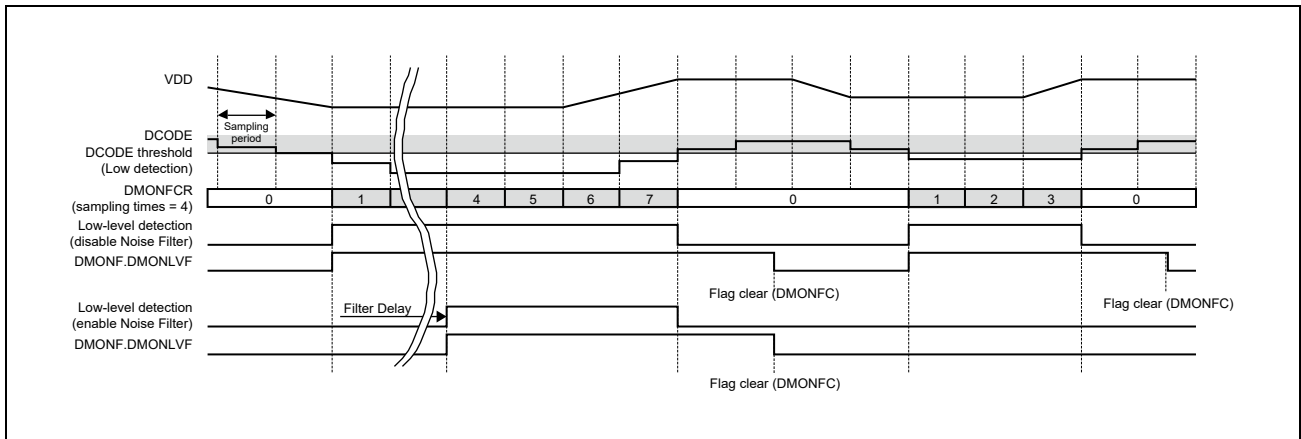 VDD
Sampling
period
DCODE
DCODE threshold
(Low detection)
DMONFCR
(sampling times = 4)
0 1 4 5 6 7 0 1 2 3 0
Low-level detection
(disable Noise Filter)
DMONF.DMONLVF
Flag clear (DMONFC)
Flag clear (DMONFC)
Low-level detection
(enable Noise Filter)
Filter Delay
DMONF.DMONLVF
Flag clear (DMONFC)